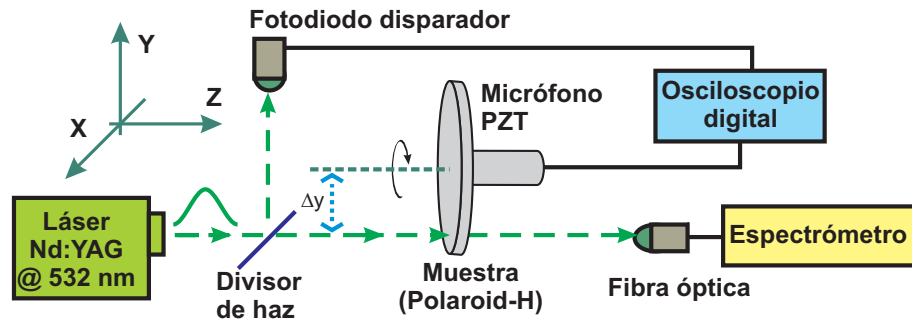 Fotodiodo disparador
Y
Z
X
Micrófono
PZT
Osciloscopio
digital
Δy
Láser
Nd:YAG
@ 532 nm
Divisor
de haz
Muestra
(Polaroid-H)
Fibra óptica
Espectrómetro